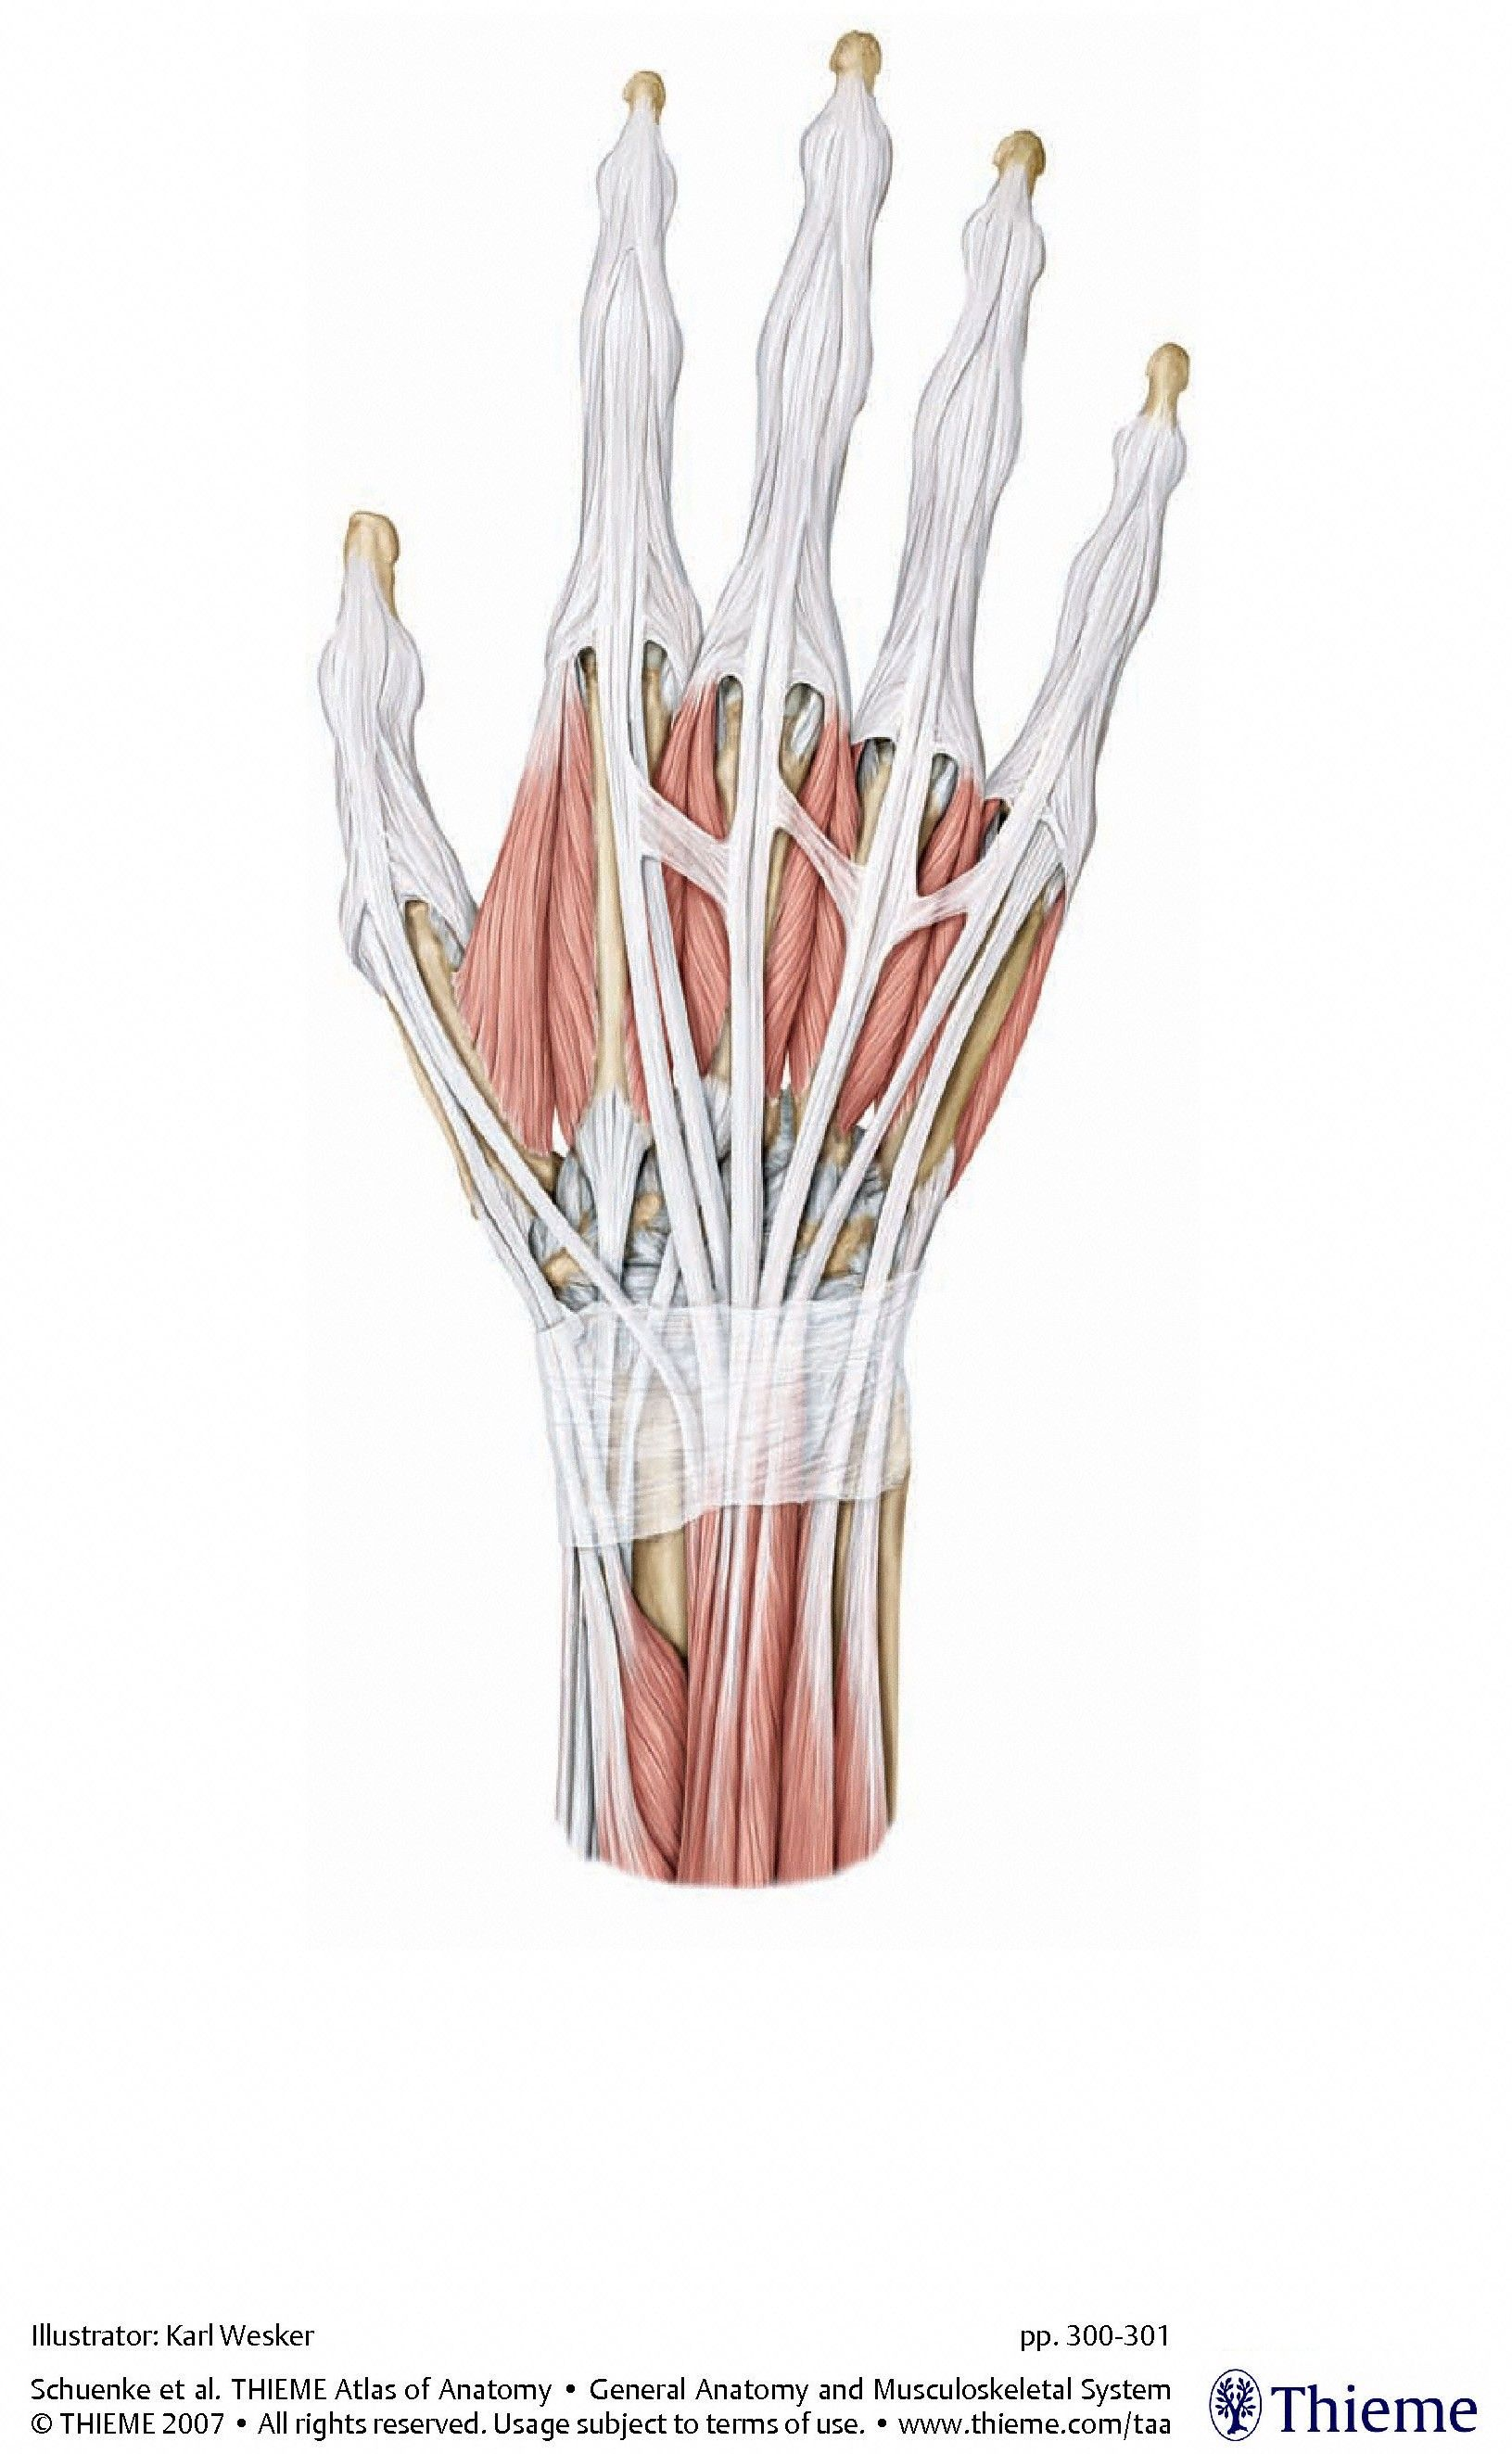 Illustrator: Karl Wesker
pp. 300-301
Schuenke et al. THIEME Atlas of Anatomy • General Anatomy and Musculoskeletal System
© THIEME 2007 • All rights reserved. Usage subject to terms of use. • www.thieme.com/taa
Thieme